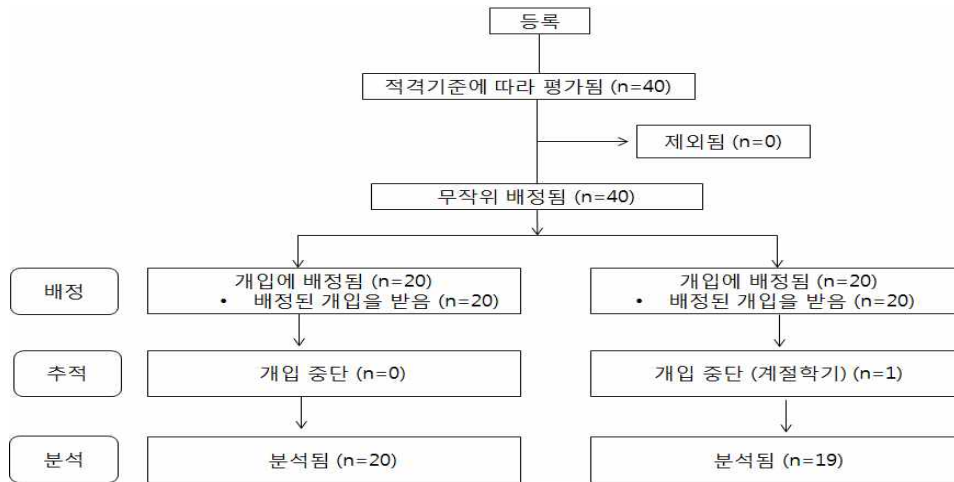 등록
적격기준에 따라 평가됨 (n=40)
제외됨 (n=0)
무작위 배정됨 (n=40)
배정
개입에 배정됨 (n=20)
• 배정된 개입을 받음 (n=20)
개입에 배정됨 (n=20)
• 배정된 개입을 받음 (n=20)
추적
개입 중단 (n=0)
개입 중단 (계절학기) (n=1)
분석
분석됨 (n=20)
분석됨 (n=19)